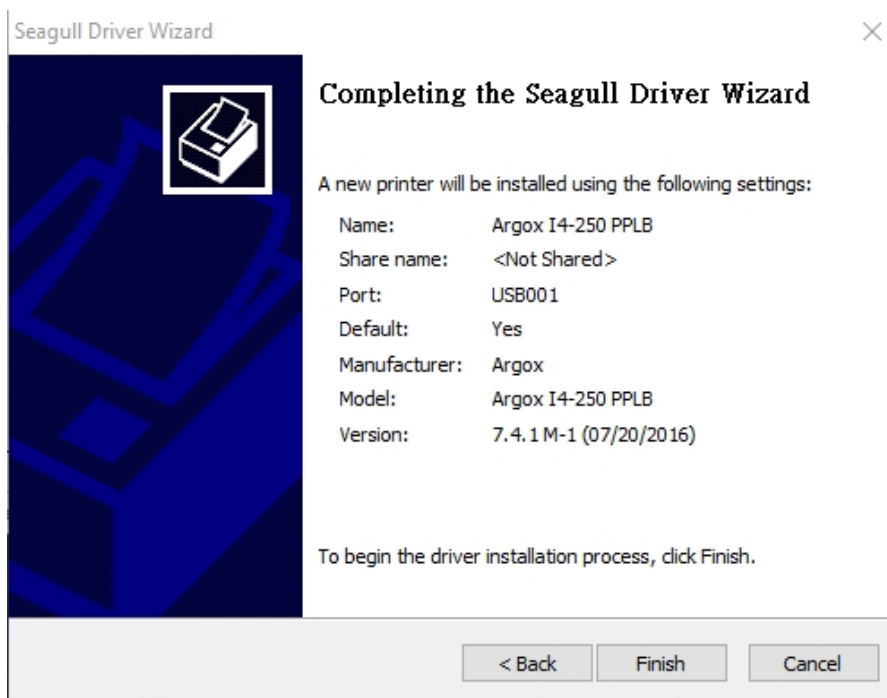 Seagull Driver Wizard
Completing the Seagull Driver Wizard
A new printer will be installed using the following settings:
Name: Argox I4-250 PPLB
Share name: <Not Shared>
Port: USB001
Default: Yes
Manufacturer: Argox
Model: Argox I4-250 PPLB
Version: 7.4.1 M-1 (07/20/2016)
To begin the driver installation process, click Finish.
< Back Finish Cancel